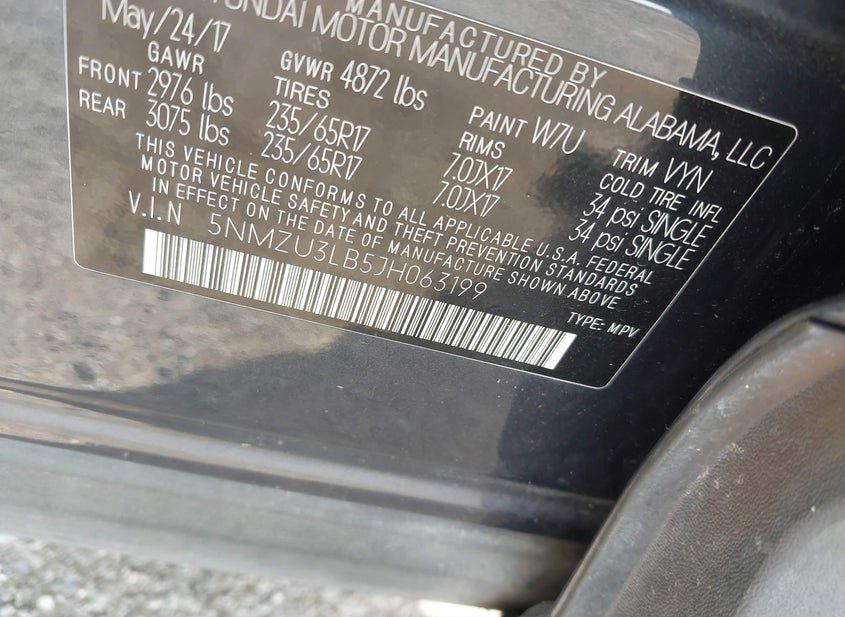 MANUFACTURED BY
HYUNDAI MOTOR MANUFACTURING ALABAMA, LLC
May/24/17
GAWR GVWR 4872 lbs PAINT W7U TRIM VYN
TIRES RIMS COLD TIRE INFL
FRONT 2976 lbs 235/65R17 7.0JX17 34 psi SINGLE
REAR 3075 lbs 235/65R17 7.0JX17 34 psi SINGLE
THIS VEHICLE CONFORMS TO ALL APPLICABLE U.S.A. FEDERAL
MOTOR VEHICLE SAFETY AND THEFT PREVENTION STANDARDS
IN EFFECT ON THE DATE OF MANUFACTURE SHOWN ABOVE
V.I.N 5NMZU3LB5JH063199
TYPE: MPV